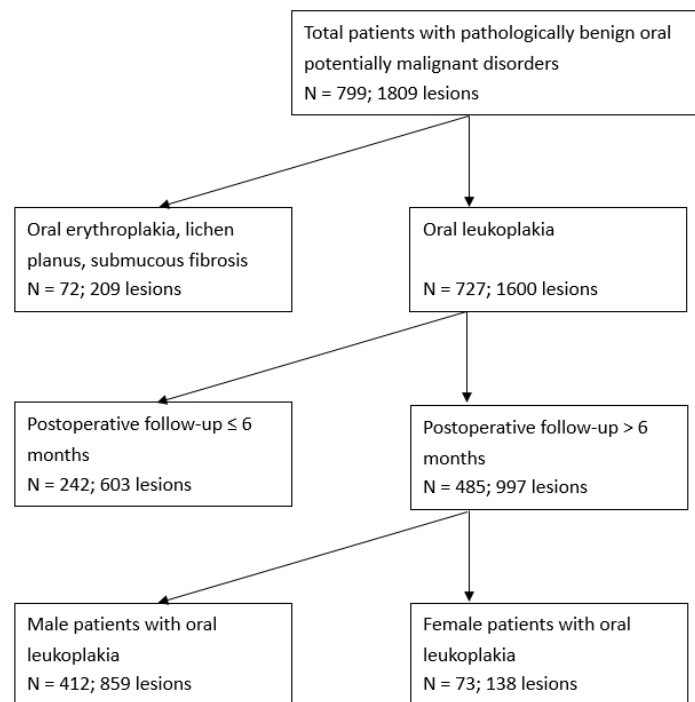 Total patients with pathologically benign oral
potentially malignant disorders
N = 799; 1809 lesions
Oral erythroplakia, lichen
planus, submucous fibrosis
N = 72; 209 lesions
Oral leukoplakia
N = 727; 1600 lesions
Postoperative follow-up ≤ 6
months
N = 242; 603 lesions
Postoperative follow-up > 6
months
N = 485; 997 lesions
Male patients with oral
leukoplakia
N = 412; 859 lesions
Female patients with oral
leukoplakia
N = 73; 138 lesions